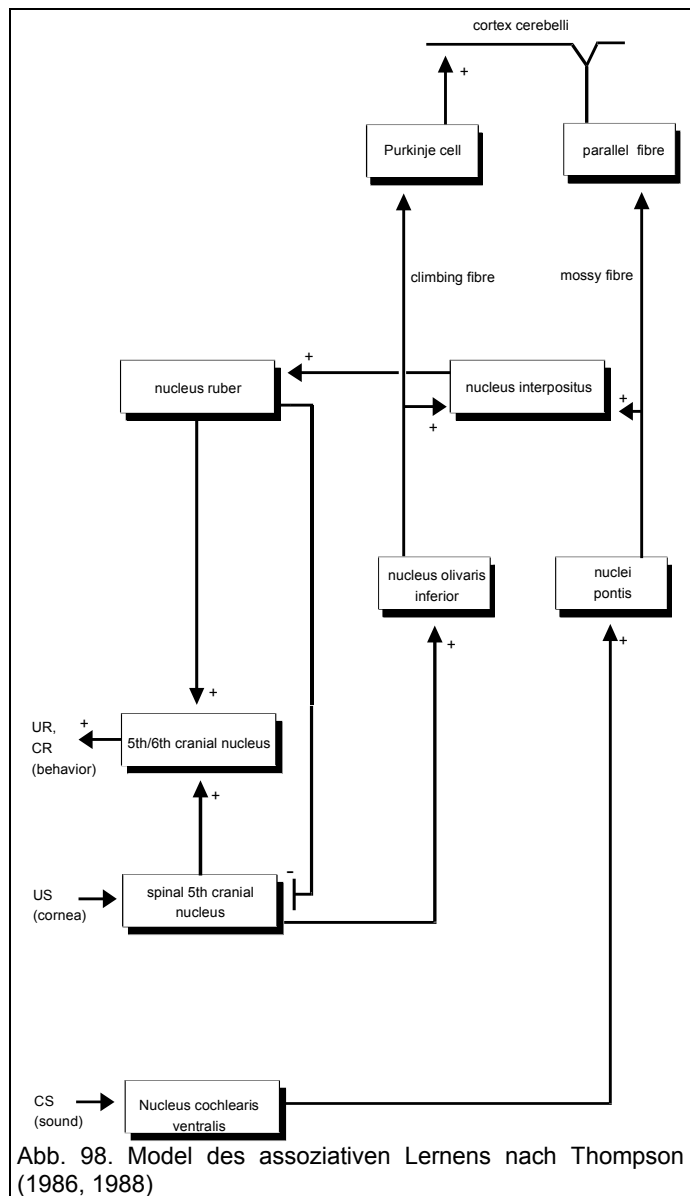 cortex cerebelli
+
Purkinje cell
parallel fibre
climbing fibre
mossy fibre
+
nucleus ruber
nucleus interpositus
+
+
nucleus olivaris
inferior
nuclei
pontis
+
+
+
UR,
CR
(behavior)
+
5th/6th cranial nucleus
+
US
(cornea)
spinal 5th cranial
nucleus
-
CS
(sound)
Nucleus cochlearis
ventralis
Abb. 98. Model des assoziativen Lernens nach Thompson
(1986, 1988)